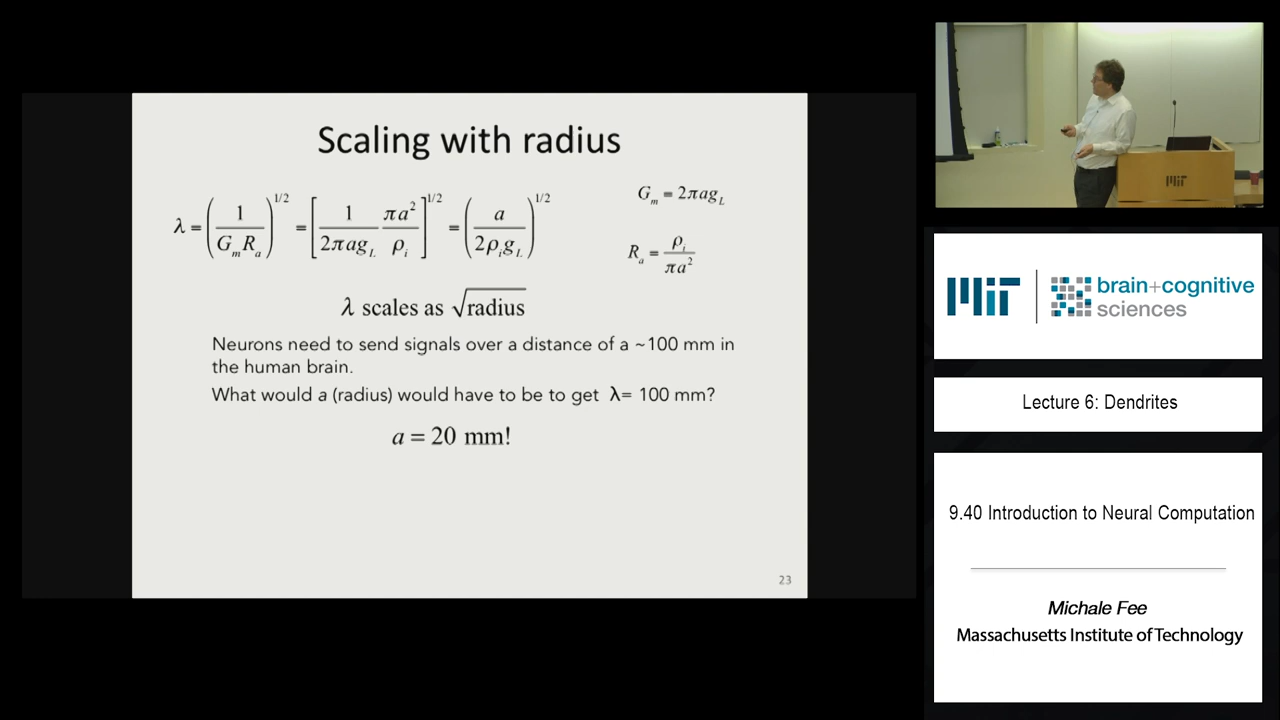 Scaling with radius
λ = (1 / G_m R_a)^{1/2} = [1 / 2πag_L  πa² / ρ_i]^{1/2} = (a / 2ρ_i g_L)^{1/2}
G_m = 2πag_L
R_a = ρ_i / πa²
λ scales as √radius
Neurons need to send signals over a distance of a ~100 mm in
the human brain.
What would a (radius) would have to be to get λ= 100 mm?
a = 20 mm!
23
MIT
MIT
brain+cognitive
sciences
Lecture 6: Dendrites
9.40 Introduction to Neural Computation
Michale Fee
Massachusetts Institute of Technology